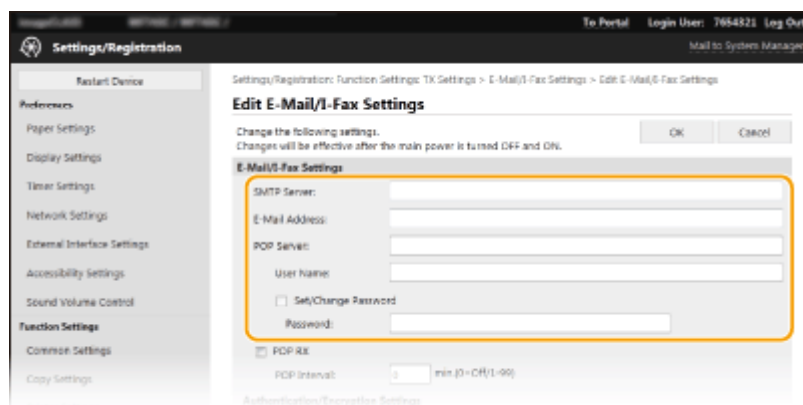 To Portal Login User: 7654321 Log Out
Settings/Registration
Mail to System Manager
Restart Device
Preferences
Paper Settings
Display Settings
Timer Settings
Network Settings
External Interface Settings
Accessibility Settings
Sound Volume Control
Function Settings
Common Settings
Copy Settings
Settings/Registration: Function Settings: TX Settings > E-Mail/I-Fax Settings > Edit E-Mail/I-Fax Settings
Edit E-Mail/I-Fax Settings
Change the following settings.
Changes will be effective after the main power is turned OFF and ON.
OK Cancel
E-Mail/I-Fax Settings
SMTP Server:
E-Mail Address:
POP Server:
User Name:
Set/Change Password
Password:
POP RX
POP Interval: 0 min.(0=Off/1-99)
Authentication/Encryption Settings